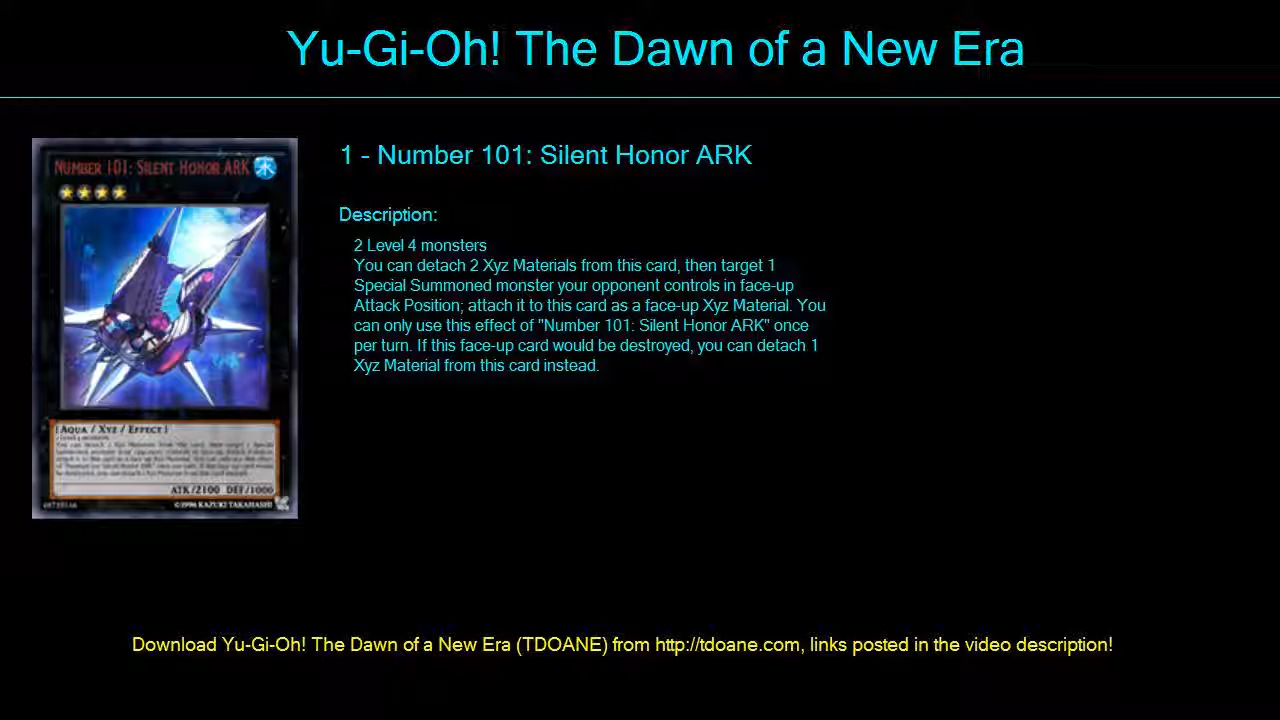 Yu-Gi-Oh! The Dawn of a New Era
NUMBER 101: SILENT HONOR ARK
水
[AQUA / XYZ / EFFECT]
ATK/2100 DEF/1000
©1996 KAZUKI TAKAHASHI
1 - Number 101: Silent Honor ARK
Description:
2 Level 4 monsters
You can detach 2 Xyz Materials from this card, then target 1
Special Summoned monster your opponent controls in face-up
Attack Position; attach it to this card as a face-up Xyz Material. You
can only use this effect of "Number 101: Silent Honor ARK" once
per turn. If this face-up card would be destroyed, you can detach 1
Xyz Material from this card instead.
Download Yu-Gi-Oh! The Dawn of a New Era (TDOANE) from http://tdoane.com, links posted in the video description!